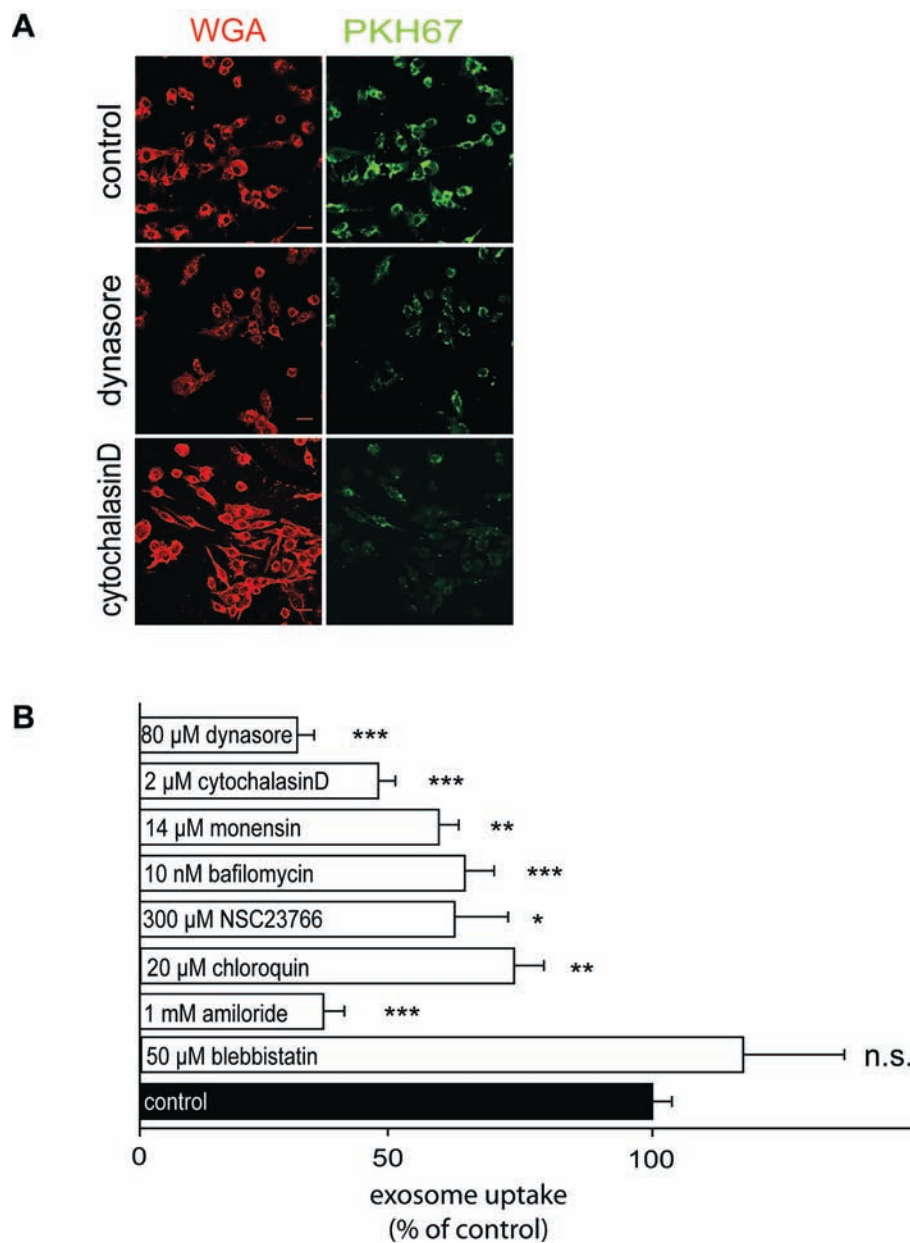 A
WGA PKH67
control
dynasore
cytochalasinD
B
80 µM dynasore ***
2 µM cytochalasinD ***
14 µM monensin **
10 nM bafilomycin ***
300 µM NSC23766 *
20 µM chloroquin **
1 mM amiloride ***
50 µM blebbistatin n.s.
control
0 50 100
exosome uptake
(% of control)